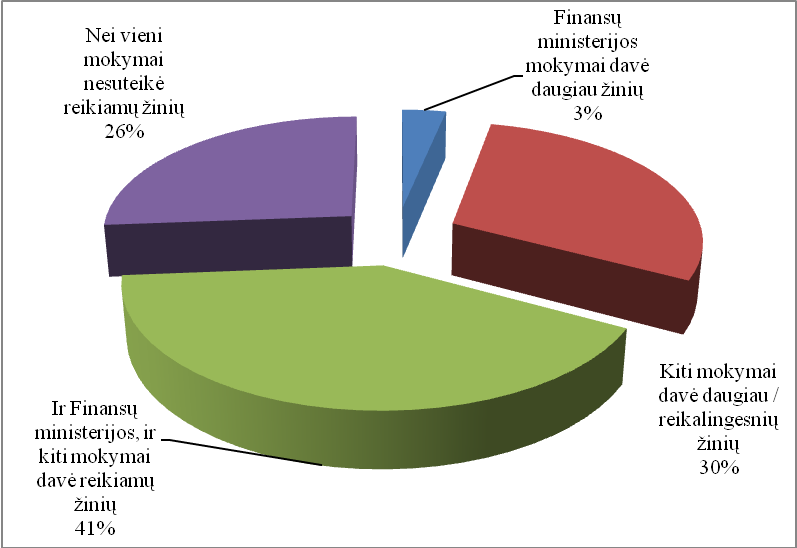 Nei vieni
mokymai
nesuteikė
reikiamų žinių
26%
Finansų
ministerijos
mokymai davė
daugiau žinių
3%
Kiti mokymai
davė daugiau /
reikalingesnių
žinių
30%
Ir Finansų
ministerijos, ir
kiti mokymai
davė reikiamų
žinių
41%